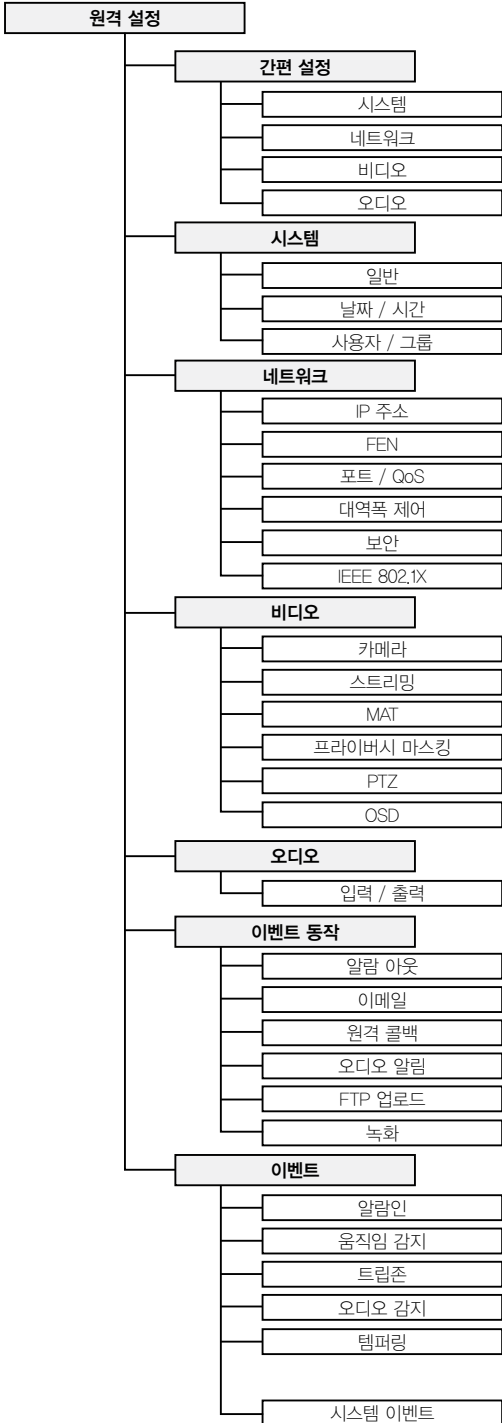 원격 설정
간편 설정
시스템
네트워크
비디오
오디오
시스템
일반
날짜 / 시간
사용자 / 그룹
네트워크
IP 주소
FEN
포트 / QoS
대역폭 제어
보안
IEEE 802.1X
비디오
카메라
스트리밍
MAT
프라이버시 마스킹
PTZ
OSD
오디오
입력 / 출력
이벤트 동작
알람 아웃
이메일
원격 콜백
오디오 알림
FTP 업로드
녹화
이벤트
알람인
움직임 감지
트립존
오디오 감지
템퍼링
시스템 이벤트